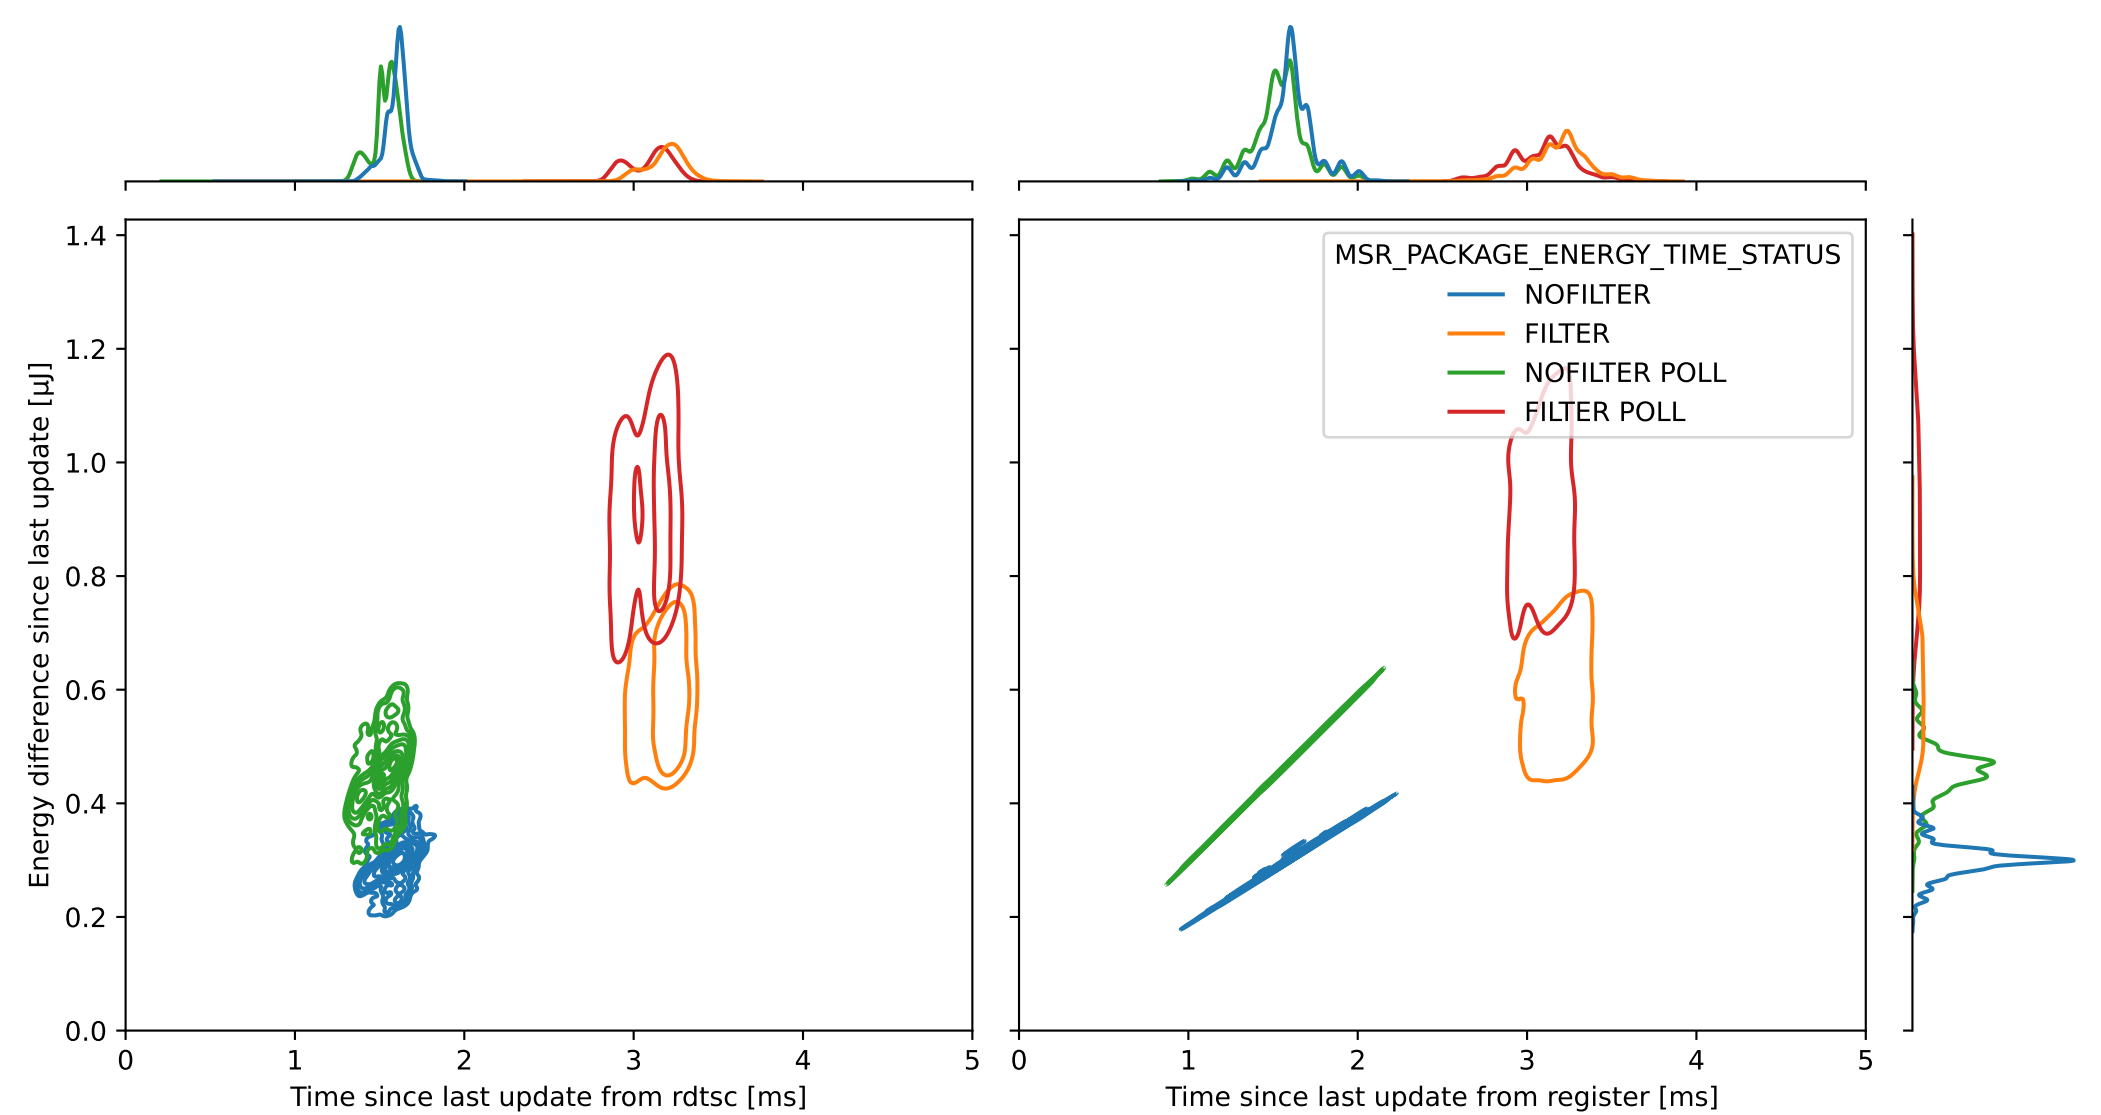 1.4
1.2
1.0
0.8
0.6
0.4
0.2
0.0
Energy difference since last update [µJ]
0 1 2 3 4 5
Time since last update from rdtsc [ms]
MSR_PACKAGE_ENERGY_TIME_STATUS
NOFILTER
FILTER
NOFILTER POLL
FILTER POLL
0 1 2 3 4 5
Time since last update from register [ms]